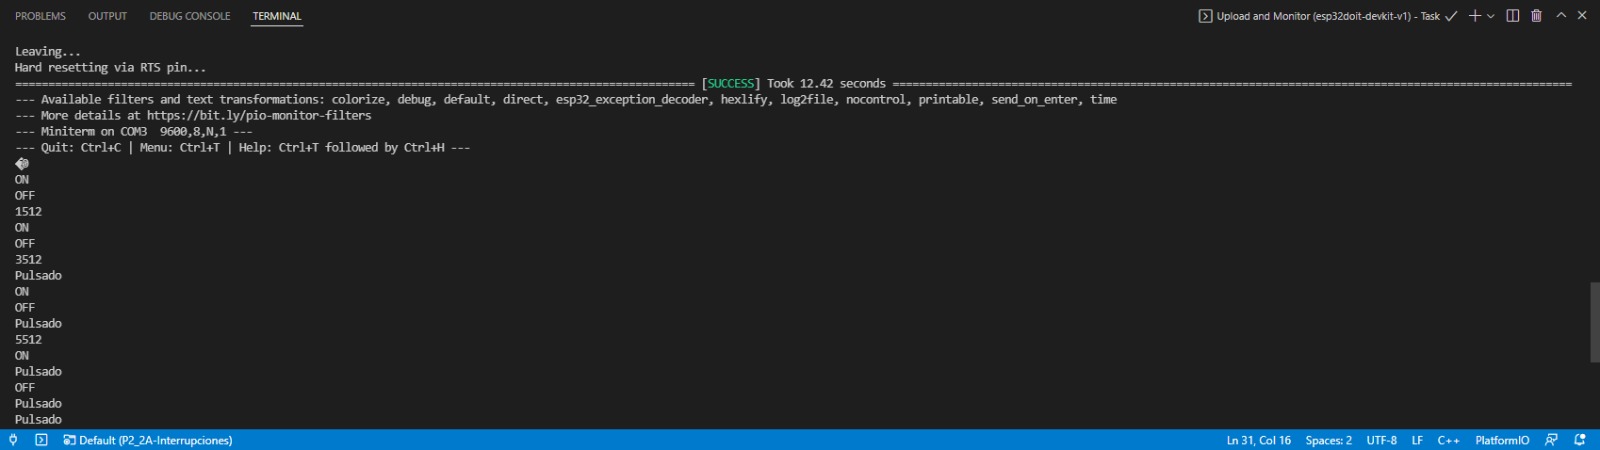 PROBLEMS OUTPUT DEBUG CONSOLE TERMINAL Upload and Monitor (esp32doit-devkit-v1) - Task
Leaving...
Hard resetting via RTS pin...
========================================================================================================= [SUCCESS] Took 12.42 seconds =========================================================================================================
--- Available filters and text transformations: colorize, debug, default, direct, esp32_exception_decoder, hexlify, log2file, nocontrol, printable, send_on_enter, time
--- More details at https://bit.ly/pio-monitor-filters
--- Miniterm on COM3  9600,8,N,1 ---
--- Quit: Ctrl+C | Menu: Ctrl+T | Help: Ctrl+T followed by Ctrl+H ---
ON
OFF
1512
ON
OFF
3512
Pulsado
ON
OFF
Pulsado
5512
ON
Pulsado
OFF
Pulsado
Pulsado
Default (P2_2A-Interrupciones) Ln 31, Col 16 Spaces: 2 UTF-8 LF C++ PlatformIO